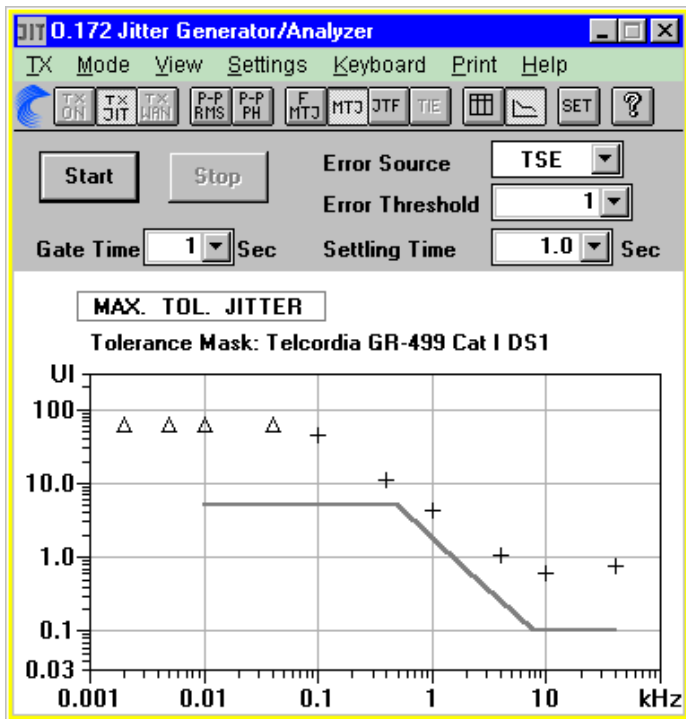 JIT O.172 Jitter Generator/Analyzer
TX Mode View Settings Keyboard Print Help
TX ON TX JIT TX WAN P-P RMS P-P PH F MTJ MTJ JTF TIE SET ?
Start Stop Error Source TSE
Error Threshold 1
Gate Time 1 Sec Settling Time 1.0 Sec
MAX. TOL. JITTER
Tolerance Mask: Telcordia GR-499 Cat I DS1
UI
100
10.0
1.0
0.1
0.03
0.001 0.01 0.1 1 10 kHz